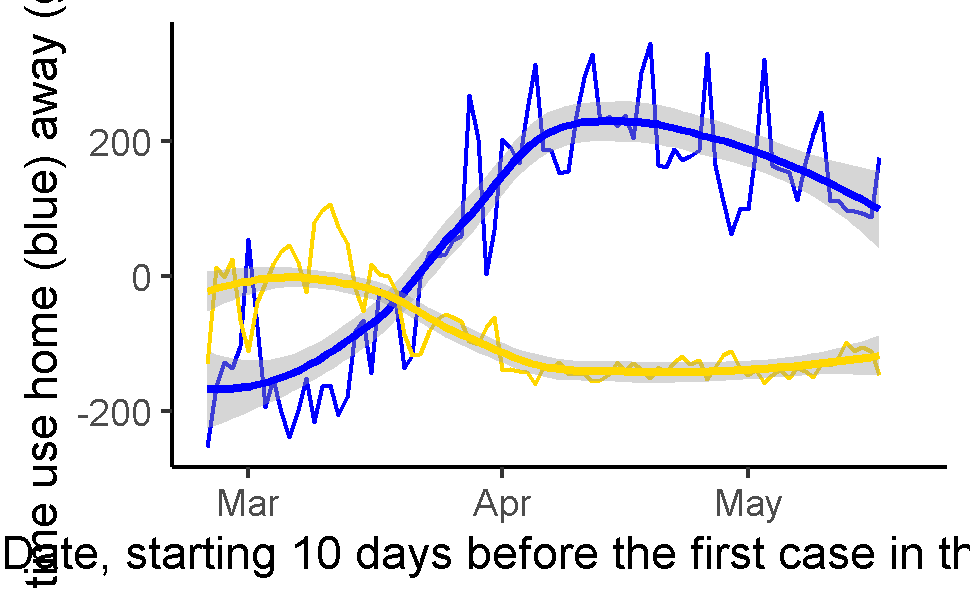 time use home (blue) away (
200
0
-200
Mar Apr May
Date, starting 10 days before the first case in th